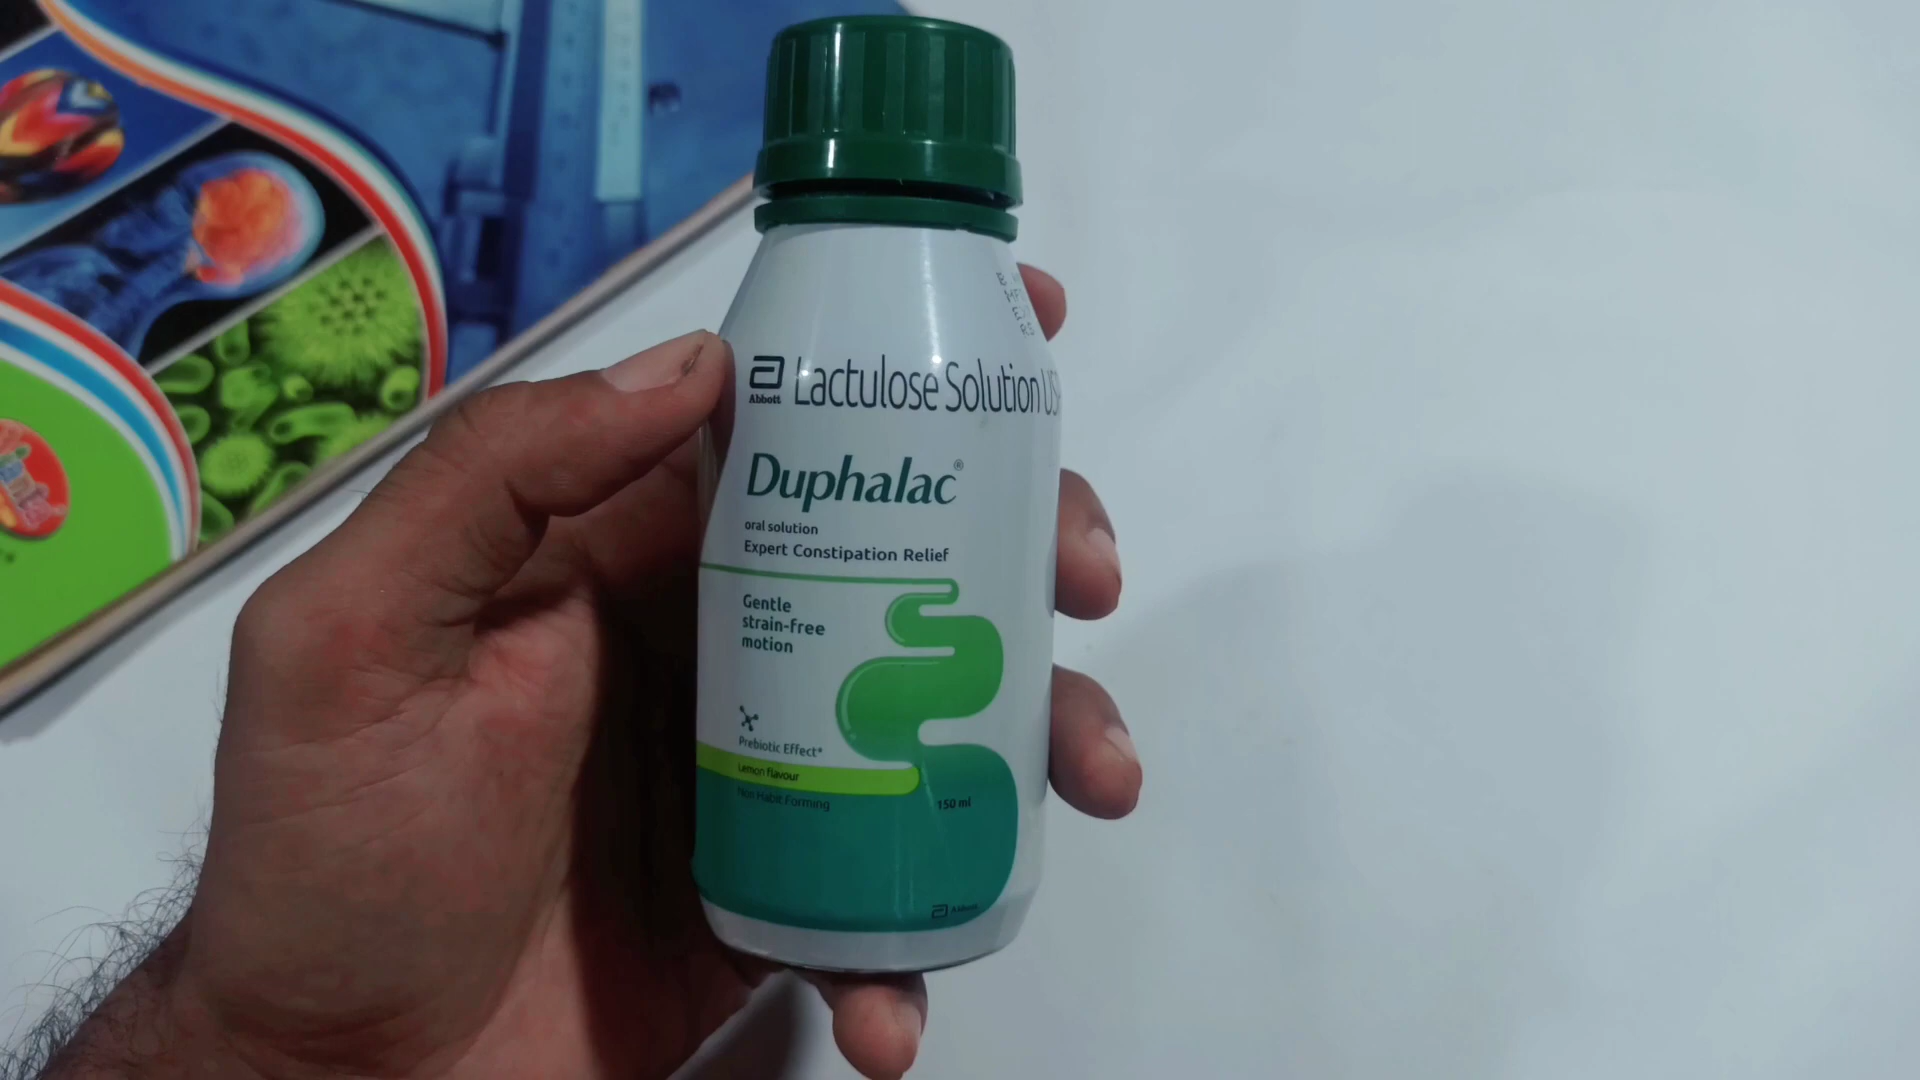 Abbott
Lactulose Solution
Duphalac®
oral solution
Expert Constipation Relief
Gentle
strain-free
motion
Prebiotic Effect*
Lemon flavour
Non Habit Forming
150 ml
Abbott